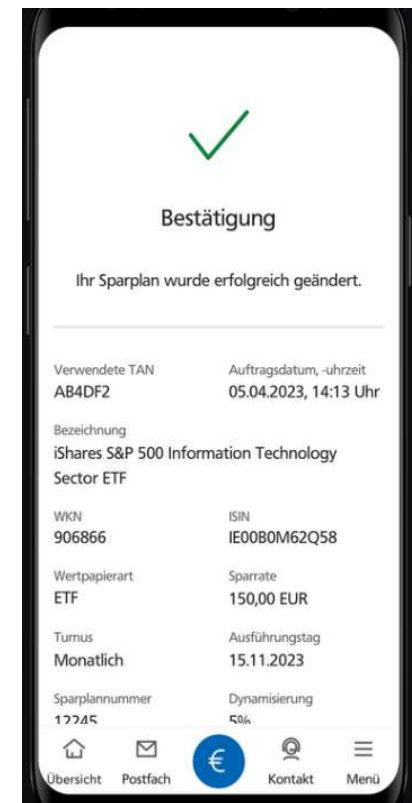 Bestätigung
Ihr Sparplan wurde erfolgreich geändert.
Verwendete TAN
Auftragsdatum, -uhrzeit
AB4DF2
05.04.2023, 14:13 Uhr
Bezeichnung
iShares S&P 500 Information Technology
Sector ETF
WKN
ISIN
906866
IE00B0M62Q58
Wertpapierart
Sparrate
ETF
150,00 EUR
Turnus
Ausführungstag
Monatlich
15.11.2023
Sparplannummer
Dynamisierung
12245
5%
€
Übersicht
Postfach
Kontakt
Menü